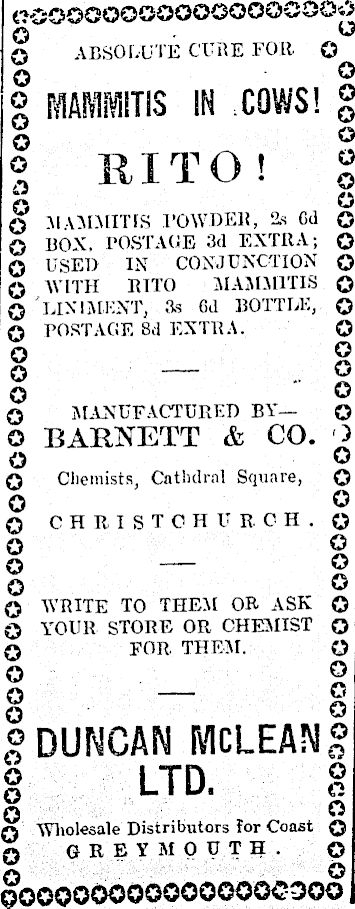 ABSOLUTE CURE FOR
MAMMITIS IN COWS!
RITO!
MAMMITIS POWDER, 2s 6d
BOX. POSTAGE 3d EXTRA;
USED IN CONJUNCTION
WITH RITO MAMMITIS
LINIMENT, 3s 6d BOTTLE,
POSTAGE 8d EXTRA.
MANUFACTURED BY—
BARNETT & CO.
Chemists, Cathdral Square,
CHRISTCHURCH.
WRITE TO THEM OR ASK
YOUR STORE OR CHEMIST
FOR THEM.
DUNCAN McLEAN
LTD.
Wholesale Distributors for Coast
GREYMOUTH.